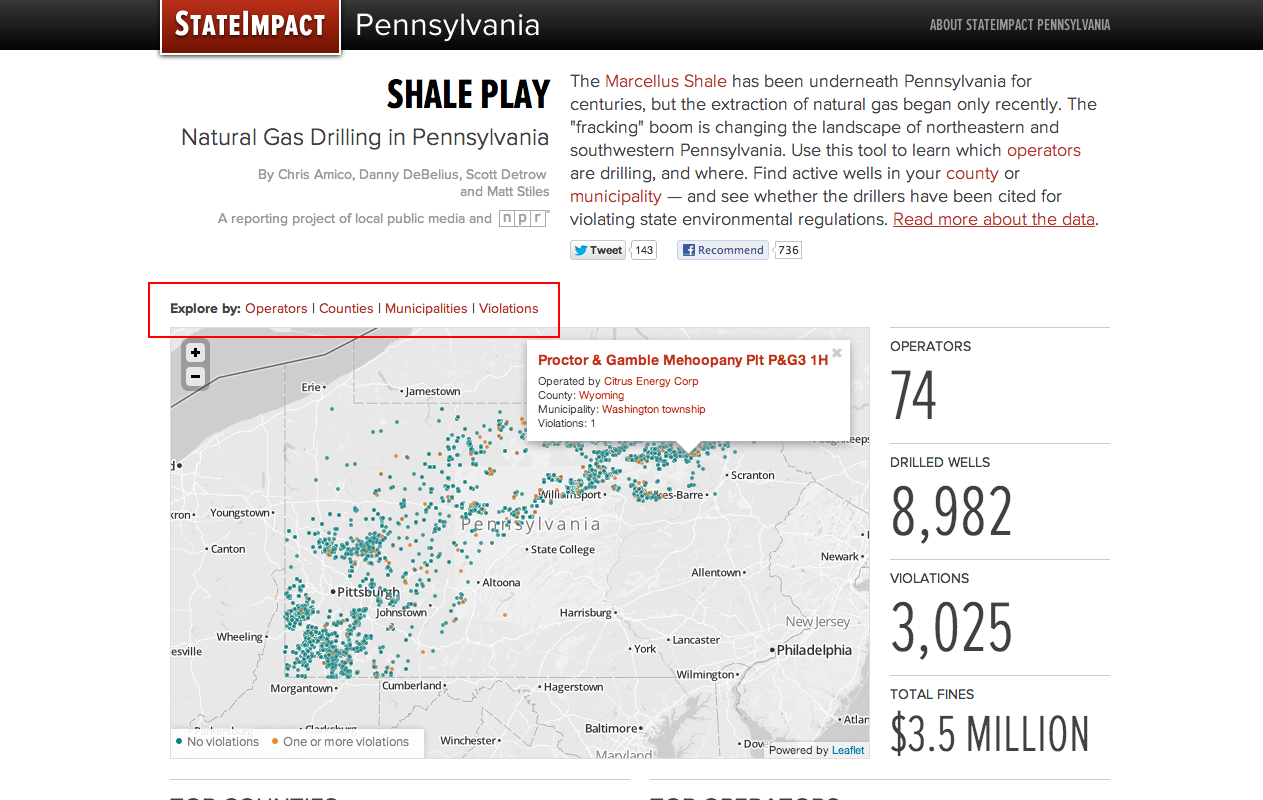 STATEIMPACT Pennsylvania
ABOUT STATEIMPACT PENNSYLVANIA
SHALE PLAY
Natural Gas Drilling in Pennsylvania
By Chris Amico, Danny DeBelius, Scott Detrow
and Matt Stiles
A reporting project of local public media and npr
The Marcellus Shale has been underneath Pennsylvania for
centuries, but the extraction of natural gas began only recently. The
"fracking" boom is changing the landscape of northeastern and
southwestern Pennsylvania. Use this tool to learn which operators
are drilling, and where. Find active wells in your county or
municipality — and see whether the drillers have been cited for
violating state environmental regulations. Read more about the data.
Tweet 143 Recommend 736
Explore by: Operators | Counties | Municipalities | Violations
+
−
Proctor & Gamble Mehoopany Plt P&G3 1H ×
Operated by Citrus Energy Corp
County: Wyoming
Municipality: Washington township
Violations: 1
Erie
Jamestown
Scranton
Williamsport
Youngstown
Pennsylvania
Canton
State College
Newark
Allentown
Altoona
Pittsburgh
Johnstown
Harrisburg
New Jersey
Wheeling
Lancaster
York
Philadelphia
Wilmington
Morgantown
Cumberland
Hagerstown
Baltimore
Winchester
Maryland
No violations One or more violations
Powered by Leaflet
OPERATORS
74
DRILLED WELLS
8,982
VIOLATIONS
3,025
TOTAL FINES
$3.5 MILLION
TOP COUNTIES
TOP OPERATORS